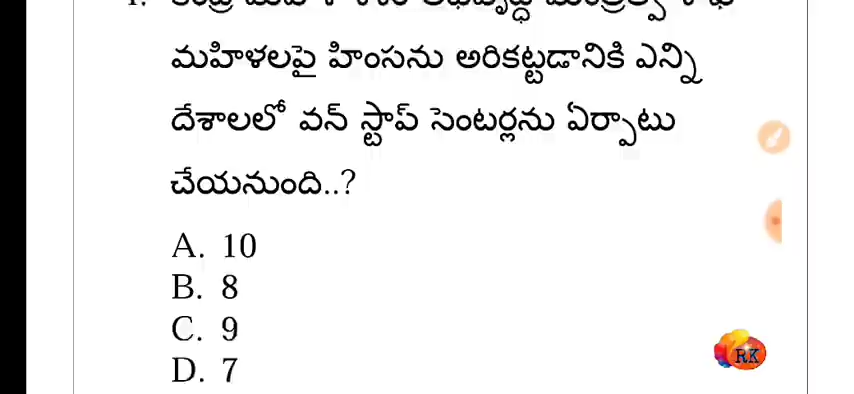 మహిళలపై హింసను అరికట్టడానికి ఎన్ని
దేశాలలో వన్ స్టాప్ సెంటర్లను ఏర్పాటు
చేయనుంది..?
A. 10
B. 8
C. 9
D. 7
RK